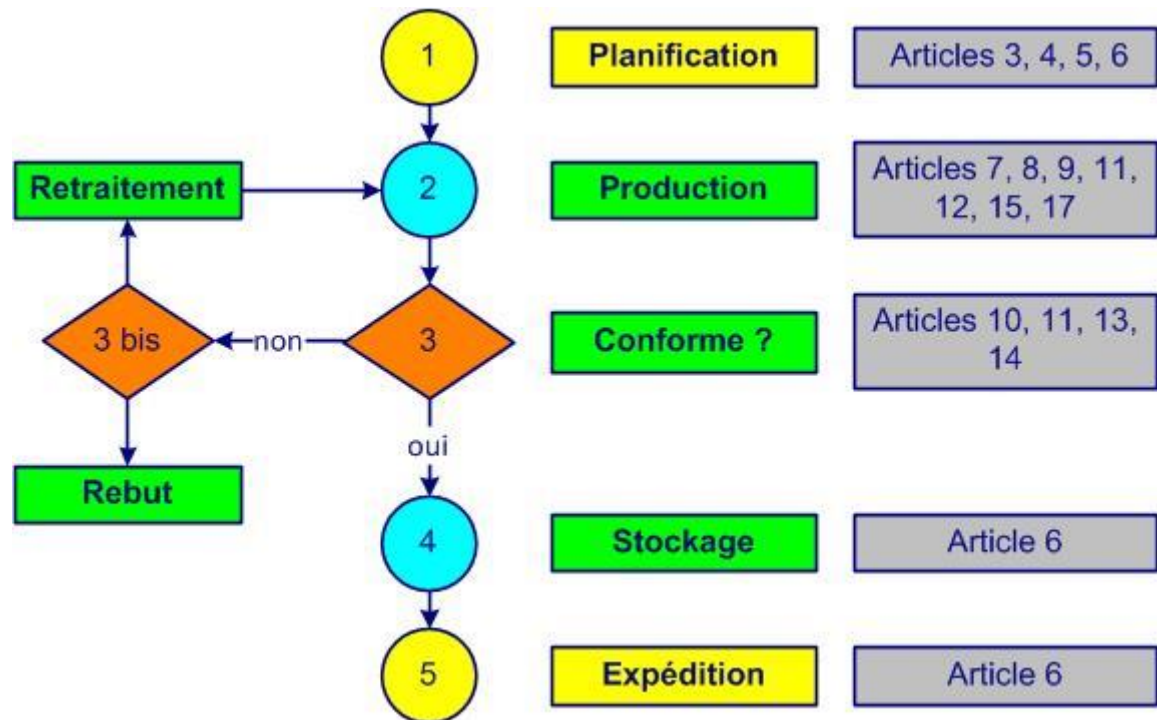 1
Planification
Articles 3, 4, 5, 6
Retraitement
2
Production
Articles 7, 8, 9, 11,
12, 15, 17
3 bis
non
3
Conforme ?
Articles 10, 11, 13,
14
oui
Rebut
4
Stockage
Article 6
5
Expédition
Article 6